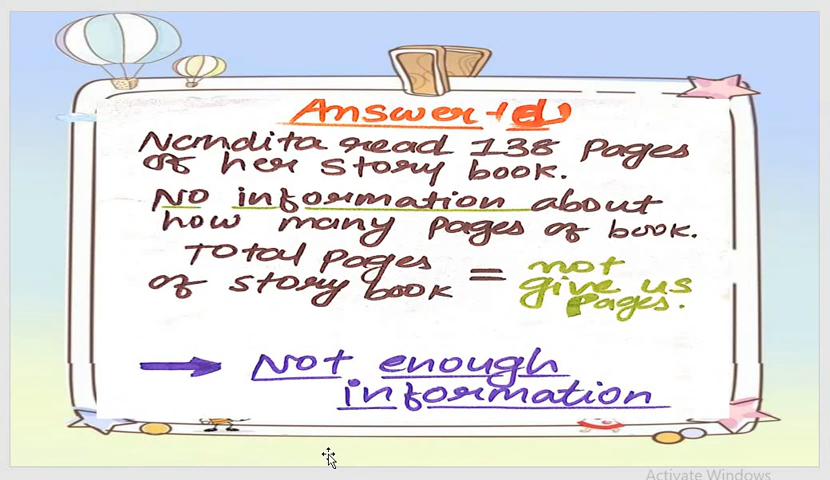 Answer+(d)
Nandita read 138 Pages
of her story book.
No information about
how many pages of book.
Total Pages
of story book = not
give us
Pages.
Not enough
information
Activate Windows